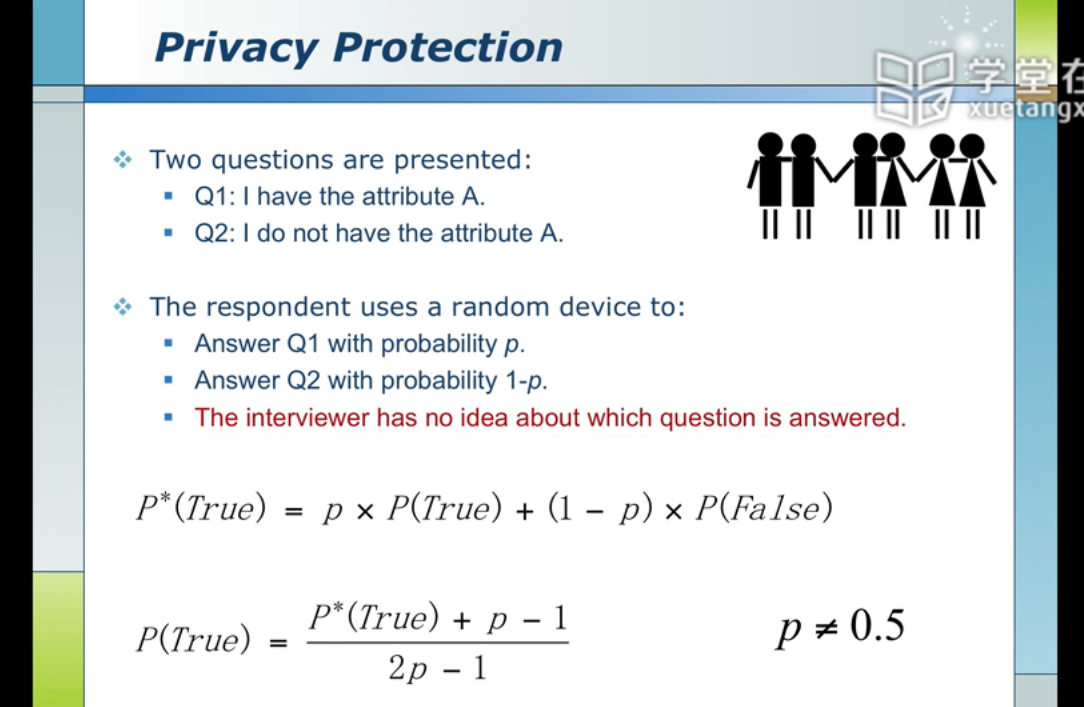 Privacy Protection
学堂在
xuetangx
Two questions are presented:
Q1: I have the attribute A.
Q2: I do not have the attribute A.
The respondent uses a random device to:
Answer Q1 with probability p.
Answer Q2 with probability 1-p.
The interviewer has no idea about which question is answered.
P*(True) = p × P(True) + (1 − p) × P(False)
P(True) = \frac{P*(True) + p − 1}{2p − 1}
p ≠ 0.5